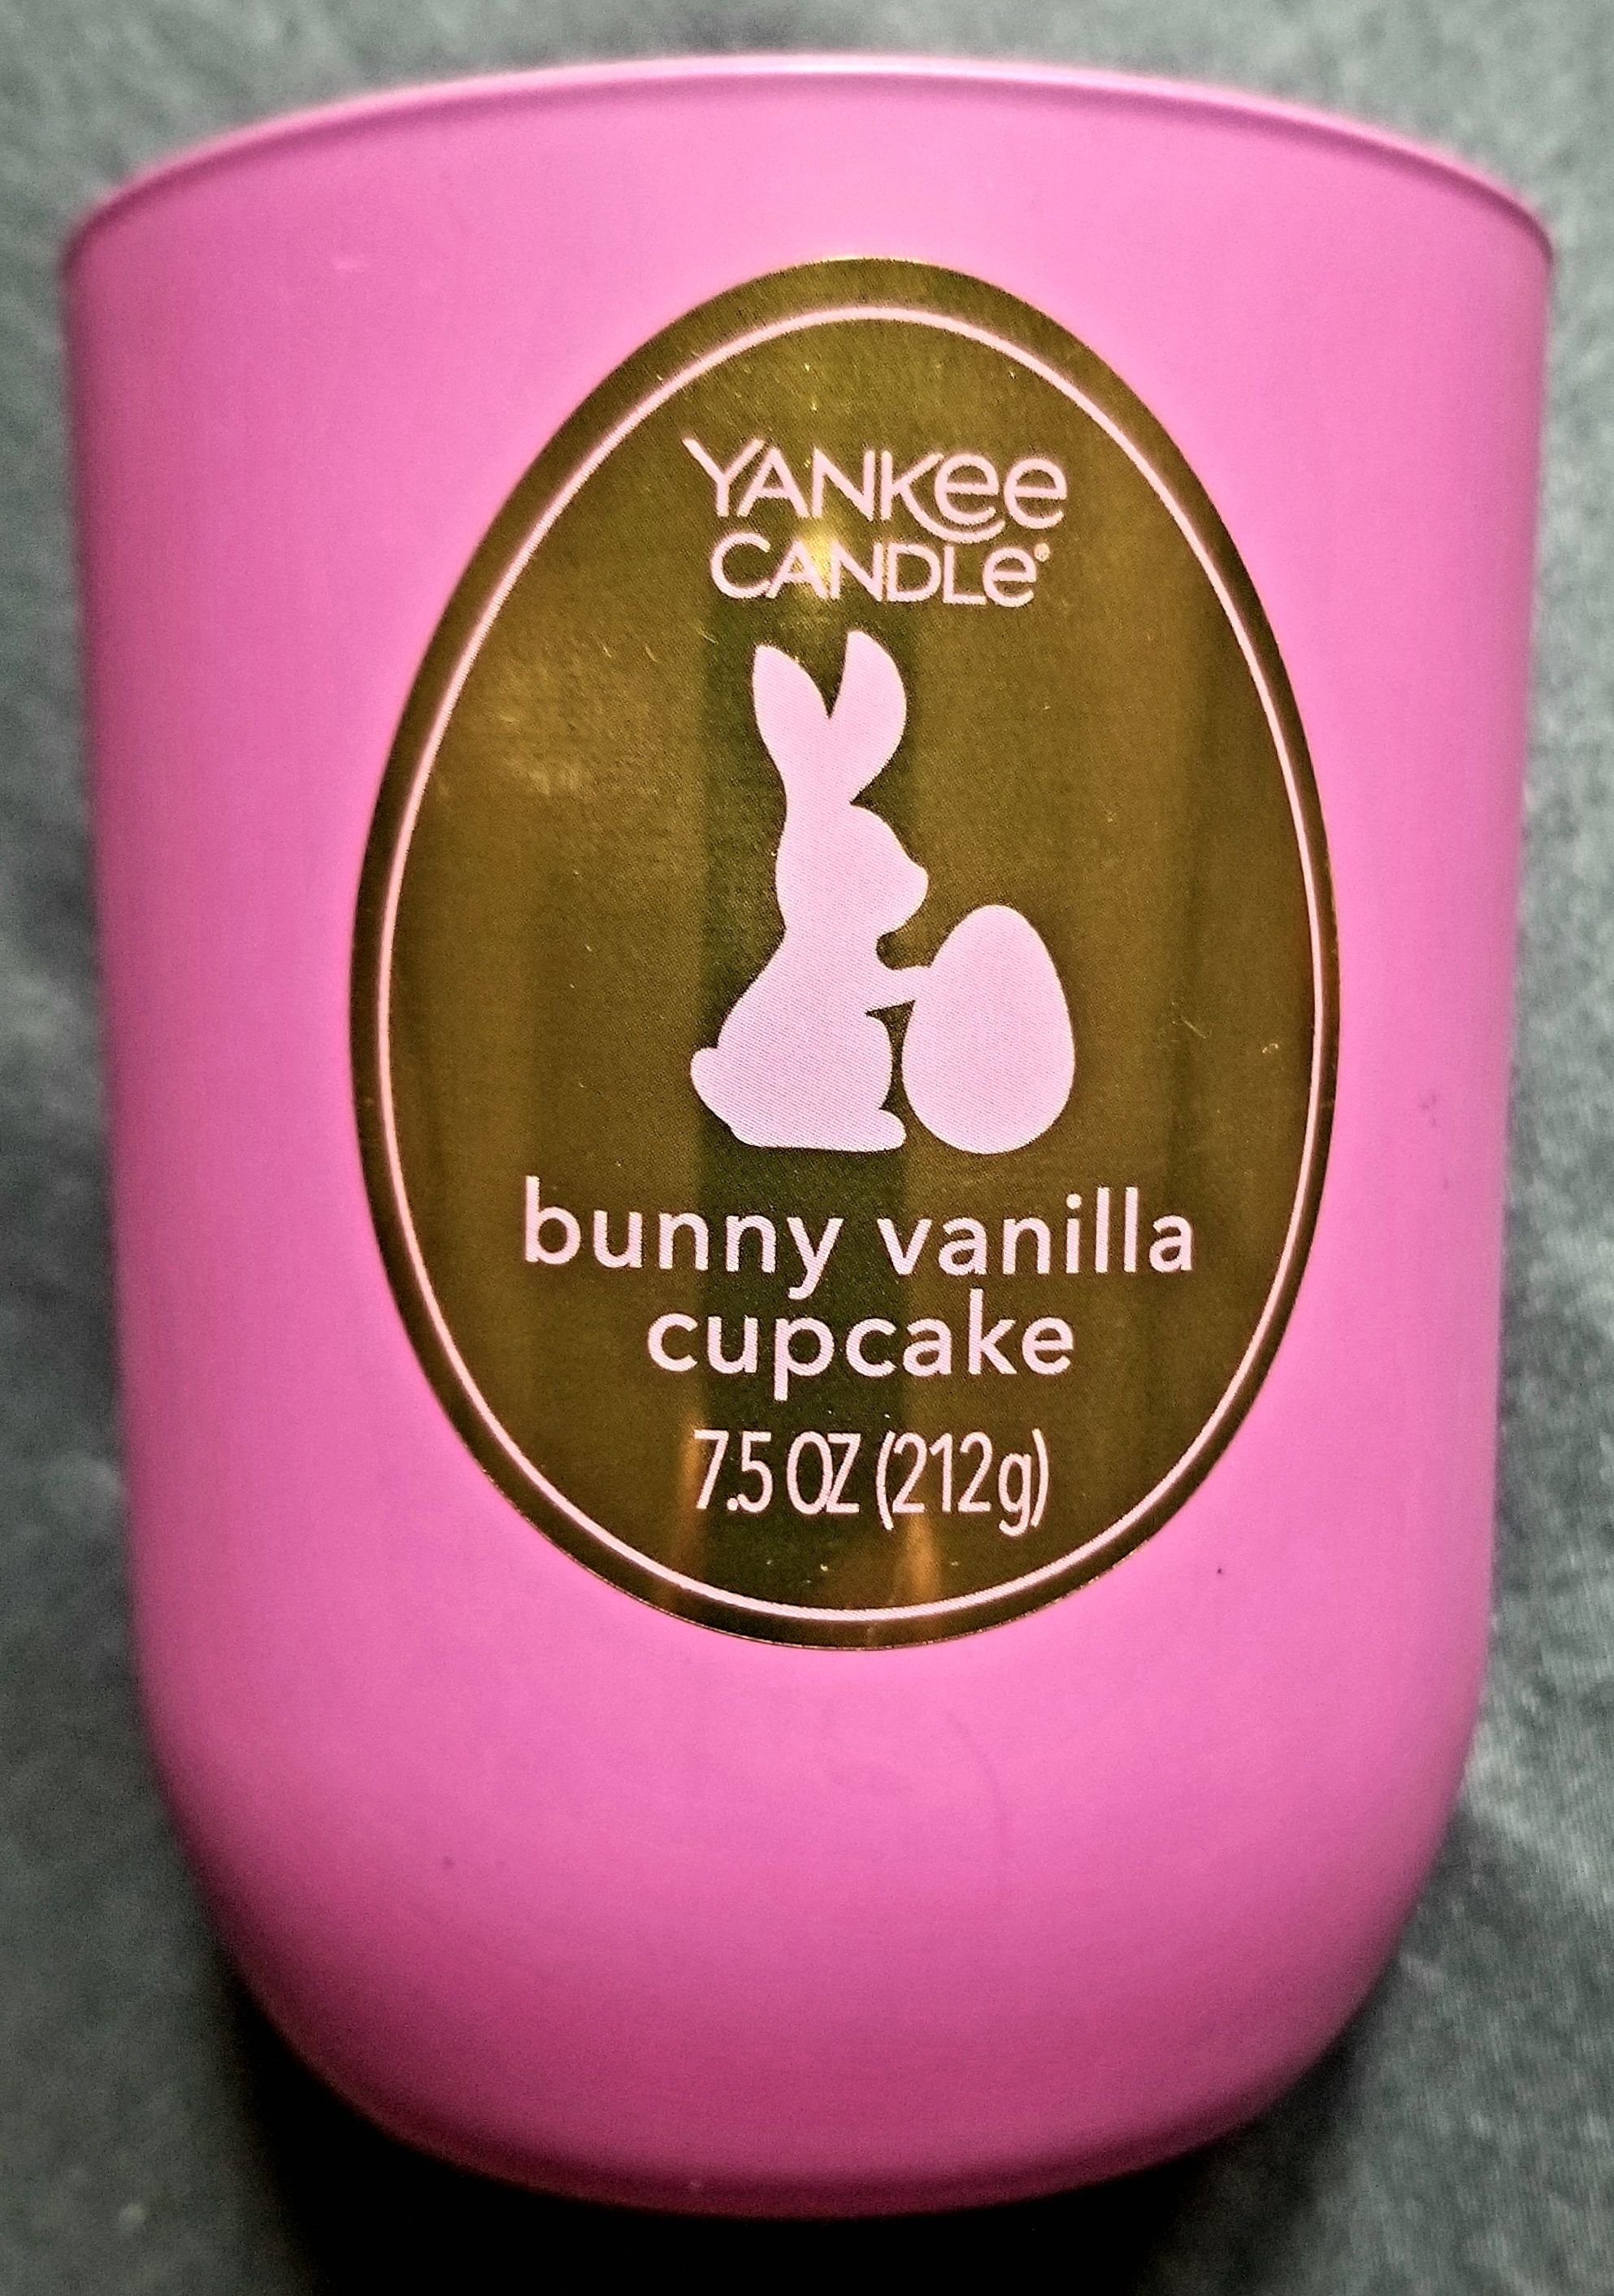 YANKee
CANDLe®
bunny vanilla
cupcake
7.5 OZ (212g)